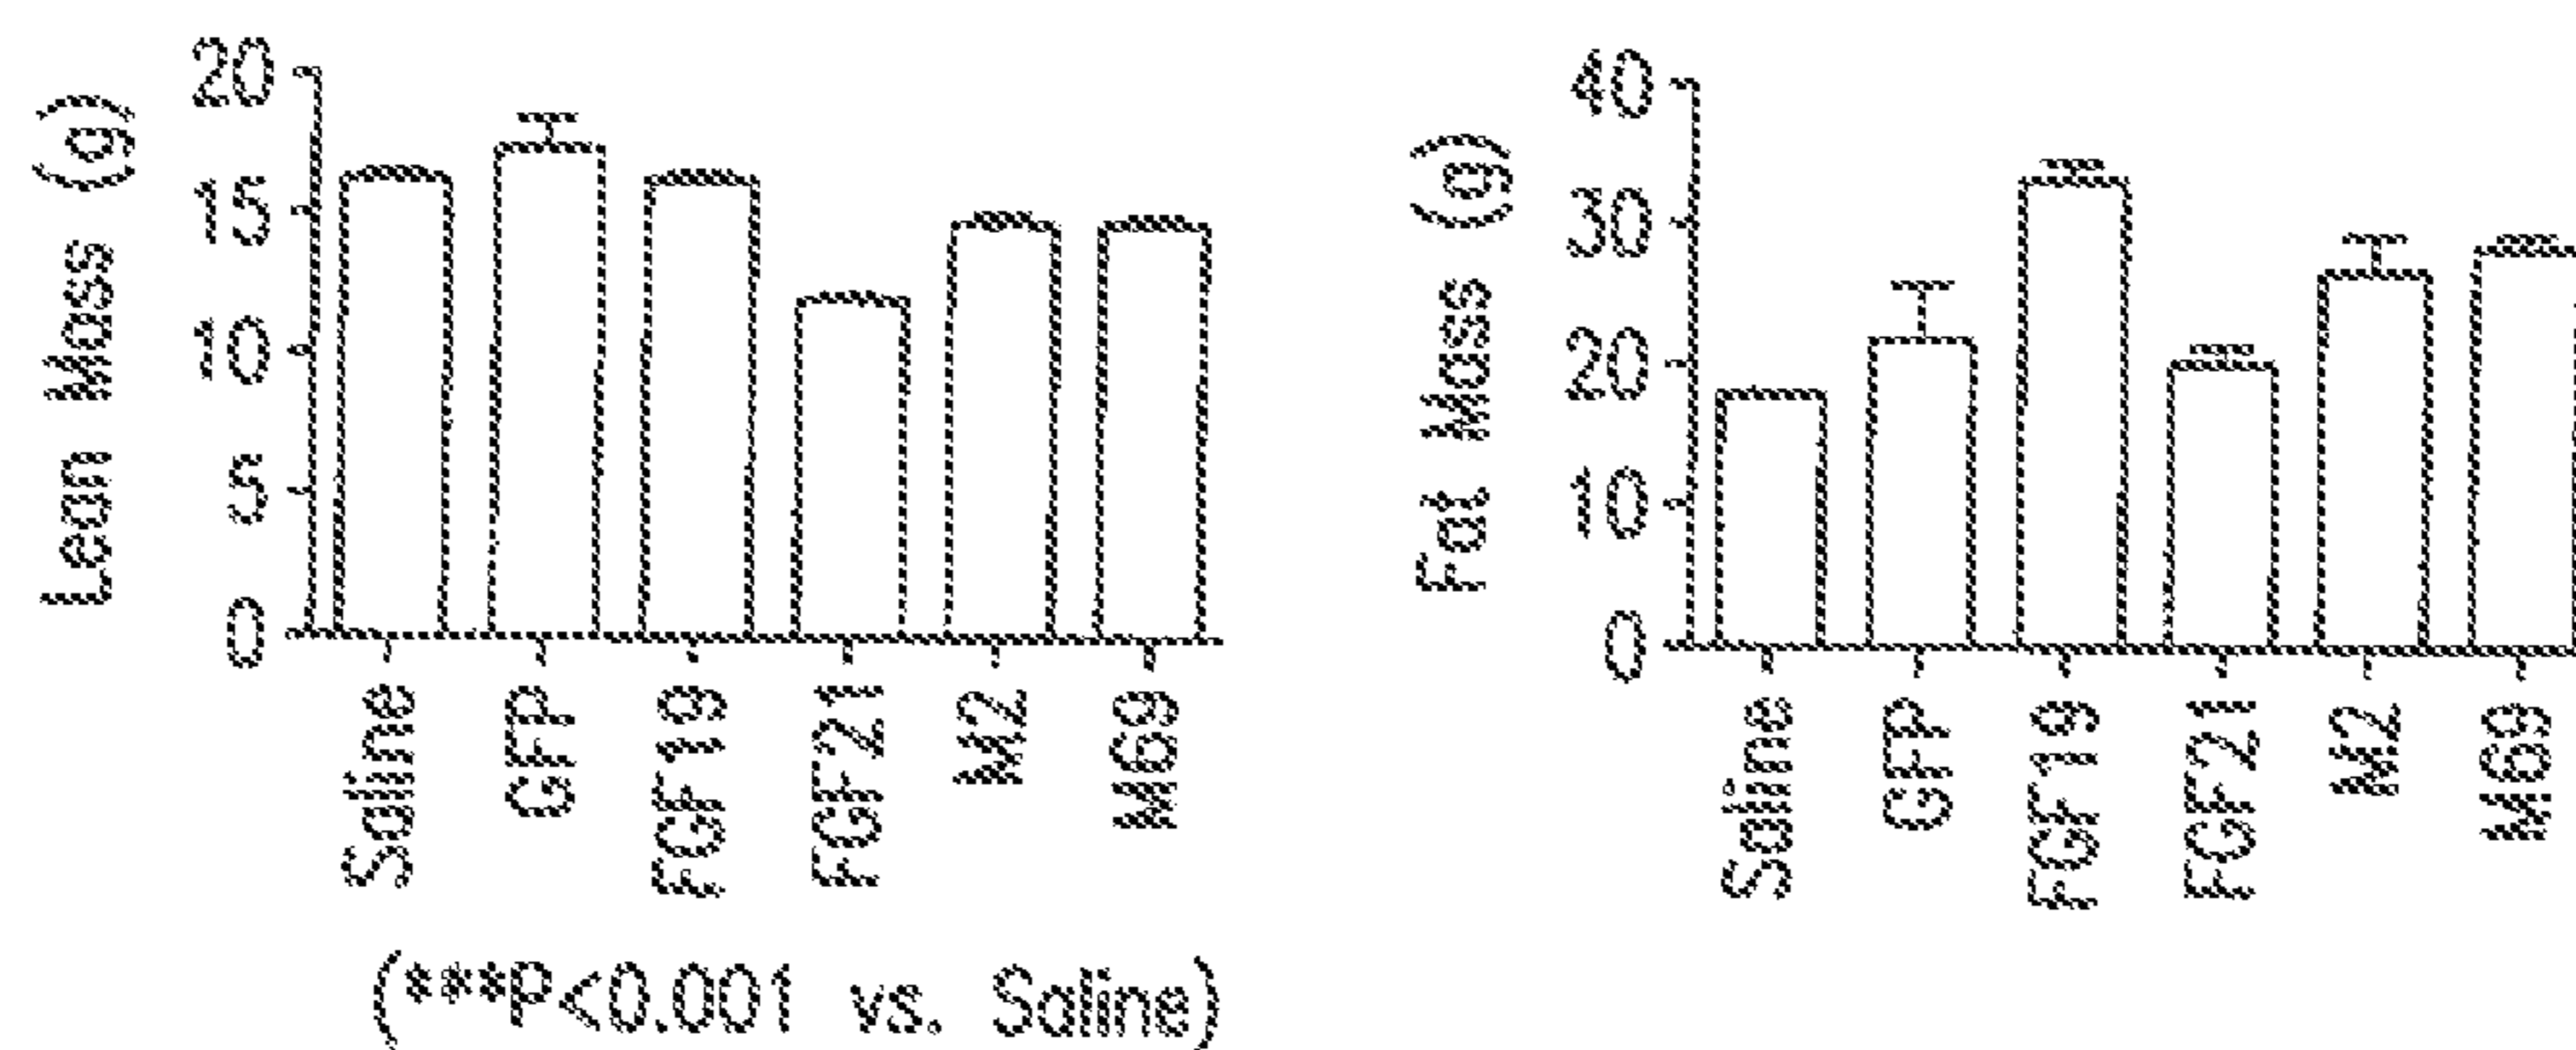 Lean Mass (g)
20
15
10
5
0
Saline
GFP
FGF19
FGF21
M2
M69
(***P<0.001 vs. Saline)
Fat Mass (g)
40
30
20
10
0
Saline
GFP
FGF19
FGF21
M2
M69